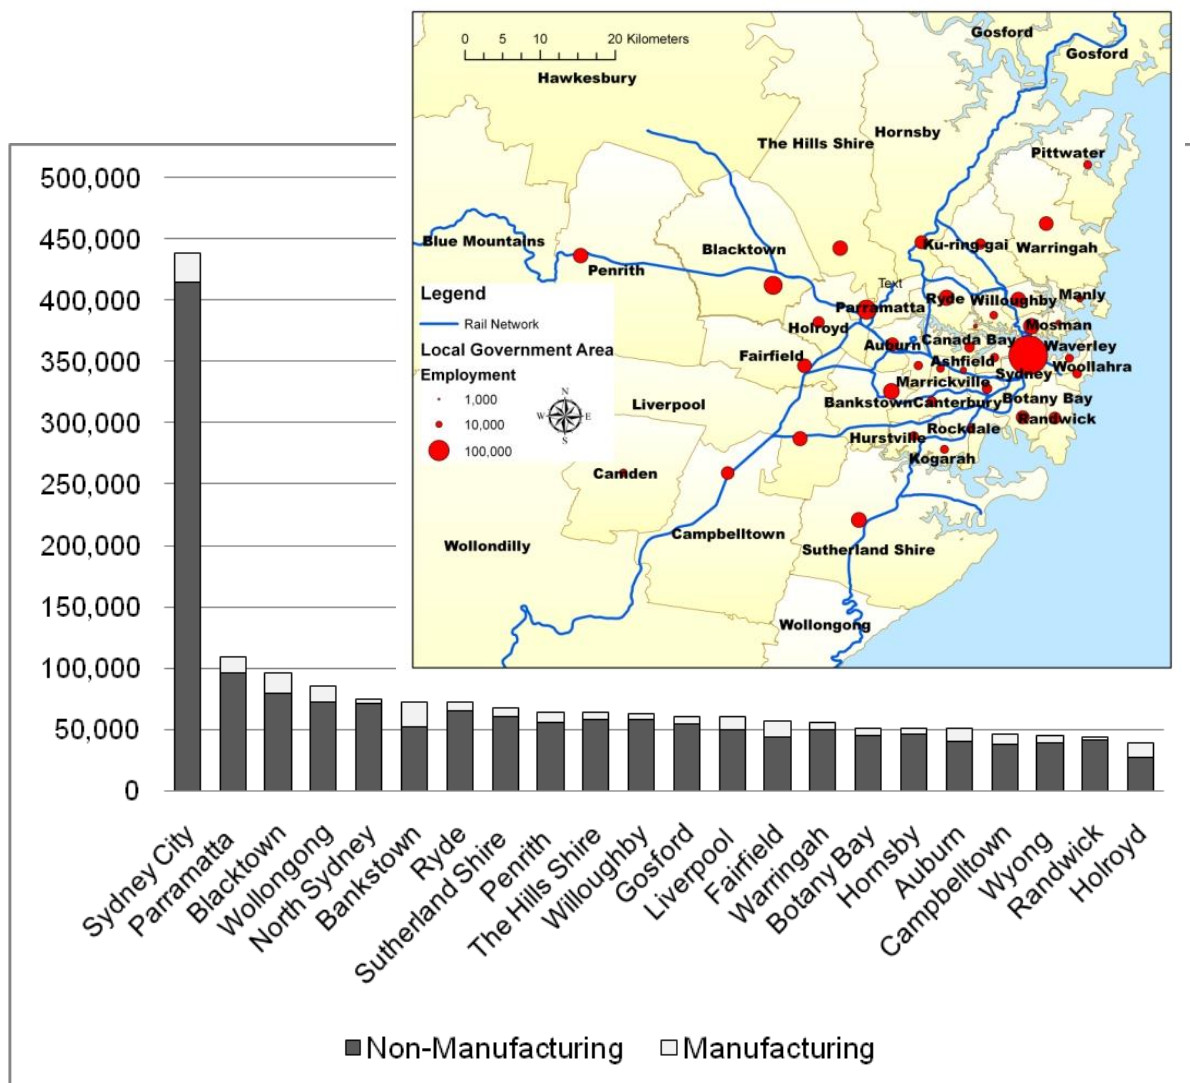 0 5 10 20 Kilometers
Gosford
Gosford
Hawkesbury
The Hills Shire
Hornsby
Pittwater
Blue Mountains
Penrith
Blacktown
Ku-ring-gai
Warringah
Text
Legend
Rail Network
Local Government Area
Employment
1,000
10,000
100,000
N
W E
S
Parramatta
Ryde
Willoughby
Manly
Holroyd
Mosman
Auburn
Canada Bay
Waverley
Fairfield
Ashfield
Sydney
Woollahra
Marrickville
Liverpool
Bankstown
Canterbury
Botany Bay
Randwick
Rockdale
Hurstville
Kogarah
Camden
Wollondilly
Campbelltown
Sutherland Shire
Wollongong
500,000
450,000
400,000
350,000
300,000
250,000
200,000
150,000
100,000
50,000
0
Sydney City
Parramatta
Blacktown
Wollongong
North Sydney
Bankstown
Ryde
Sutherland Shire
Penrith
The Hills Shire
Willoughby
Gosford
Liverpool
Fairfield
Warringah
Botany Bay
Hornsby
Auburn
Campbelltown
Wyong
Randwick
Holroyd
Non-Manufacturing
Manufacturing